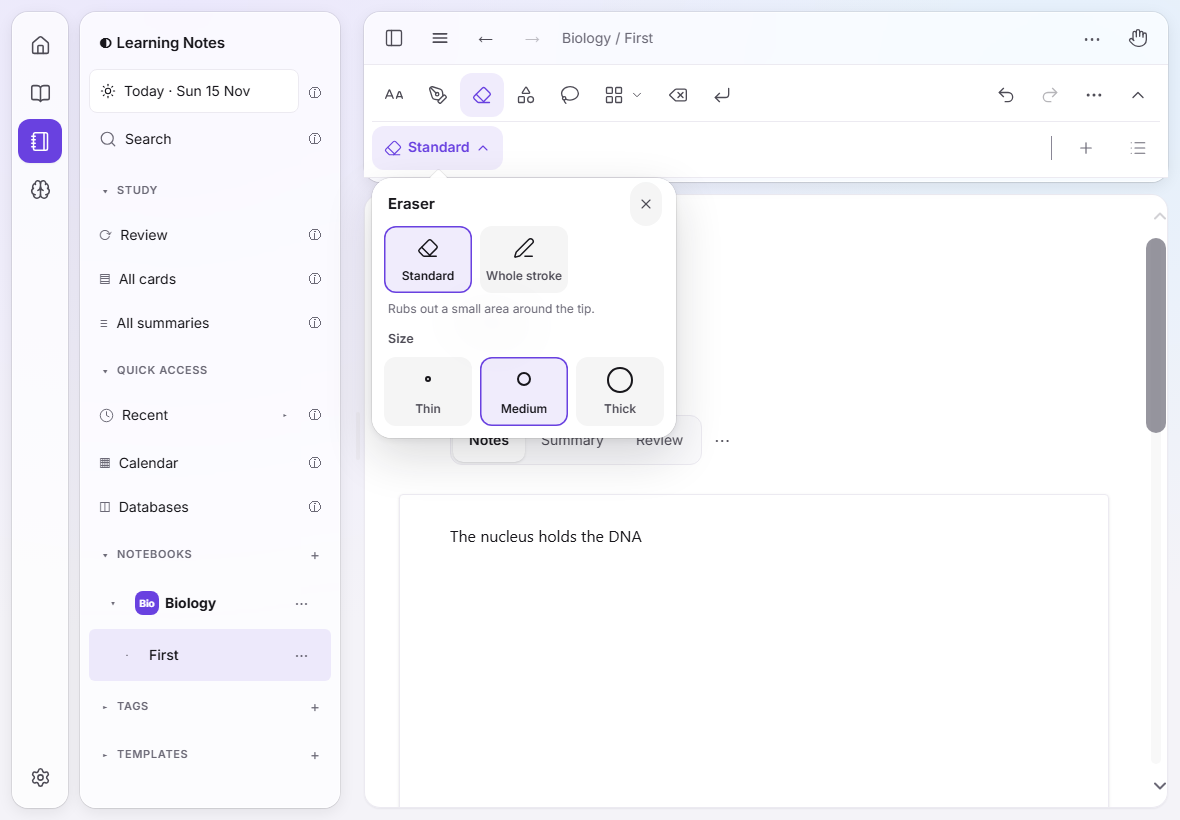 Learning Notes
Today · Sun 15 Nov
Search
STUDY
Review
All cards
All summaries
QUICK ACCESS
Recent
Calendar
Databases
NOTEBOOKS
Bio Biology
First
TAGS
TEMPLATES
Biology / First
AA
Standard
Eraser
Standard
Whole stroke
Rubs out a small area around the tip.
Size
Thin
Medium
Thick
Notes
Summary
Review
The nucleus holds the DNA